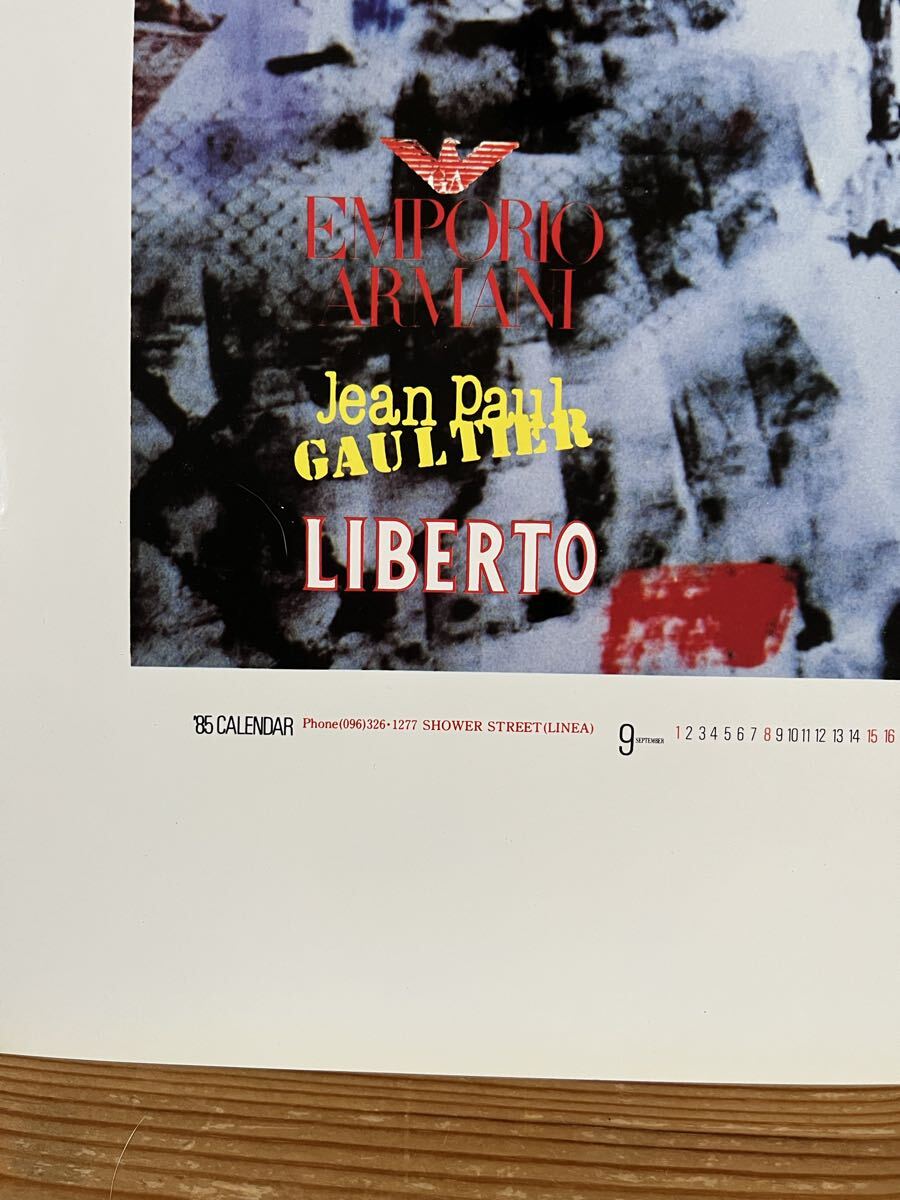 GA
EMPORIO
ARMANI
Jean Paul
GAULTIER
LIBERTO
'85 CALENDAR Phone(096)326・1277 SHOWER STREET(LINEA) 9 SEPTEMBER 1 2 3 4 5 6 7 8 9 10 11 12 13 14 15 16